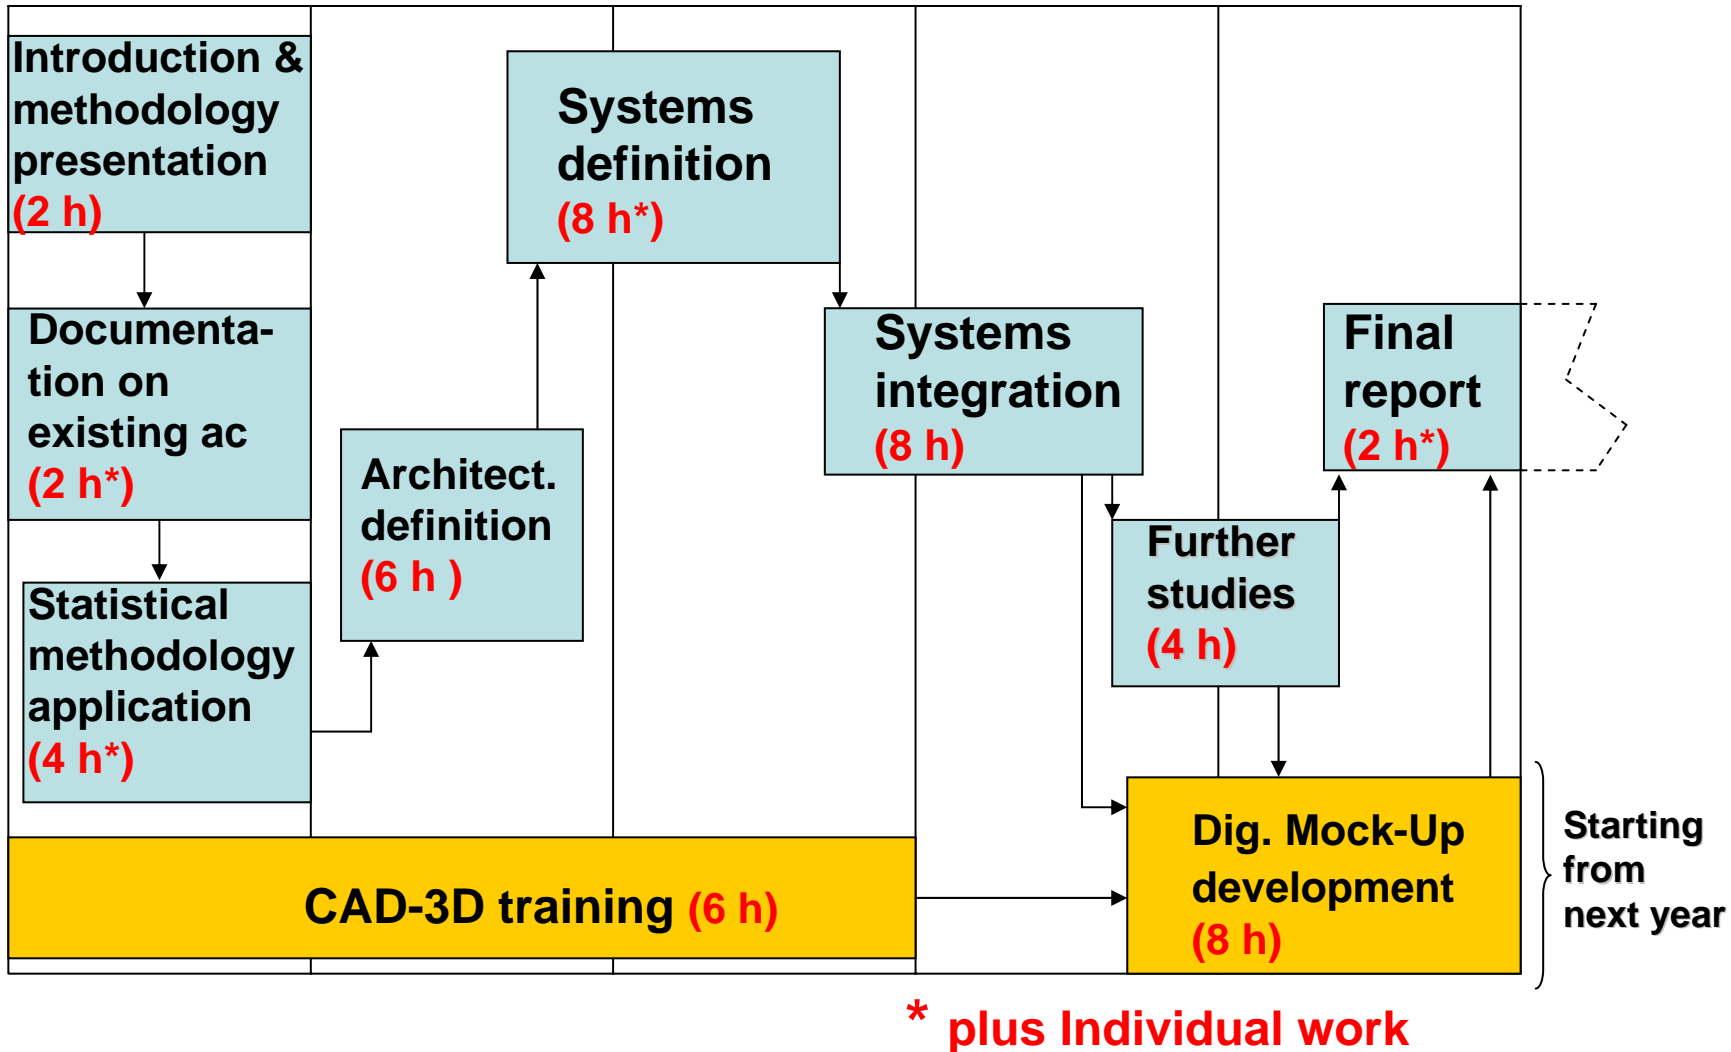 Introduction &
methodology
presentation
(2 h)
Documenta-
tion on
existing ac
(2 h*)
Statistical
methodology
application
(4 h*)
Architect.
definition
(6 h )
Systems
definition
(8 h*)
Systems
integration
(8 h)
Further
studies
(4 h)
Final
report
(2 h*)
CAD-3D training (6 h)
Dig. Mock-Up
development
(8 h)
Starting
from
next year
* plus Individual work